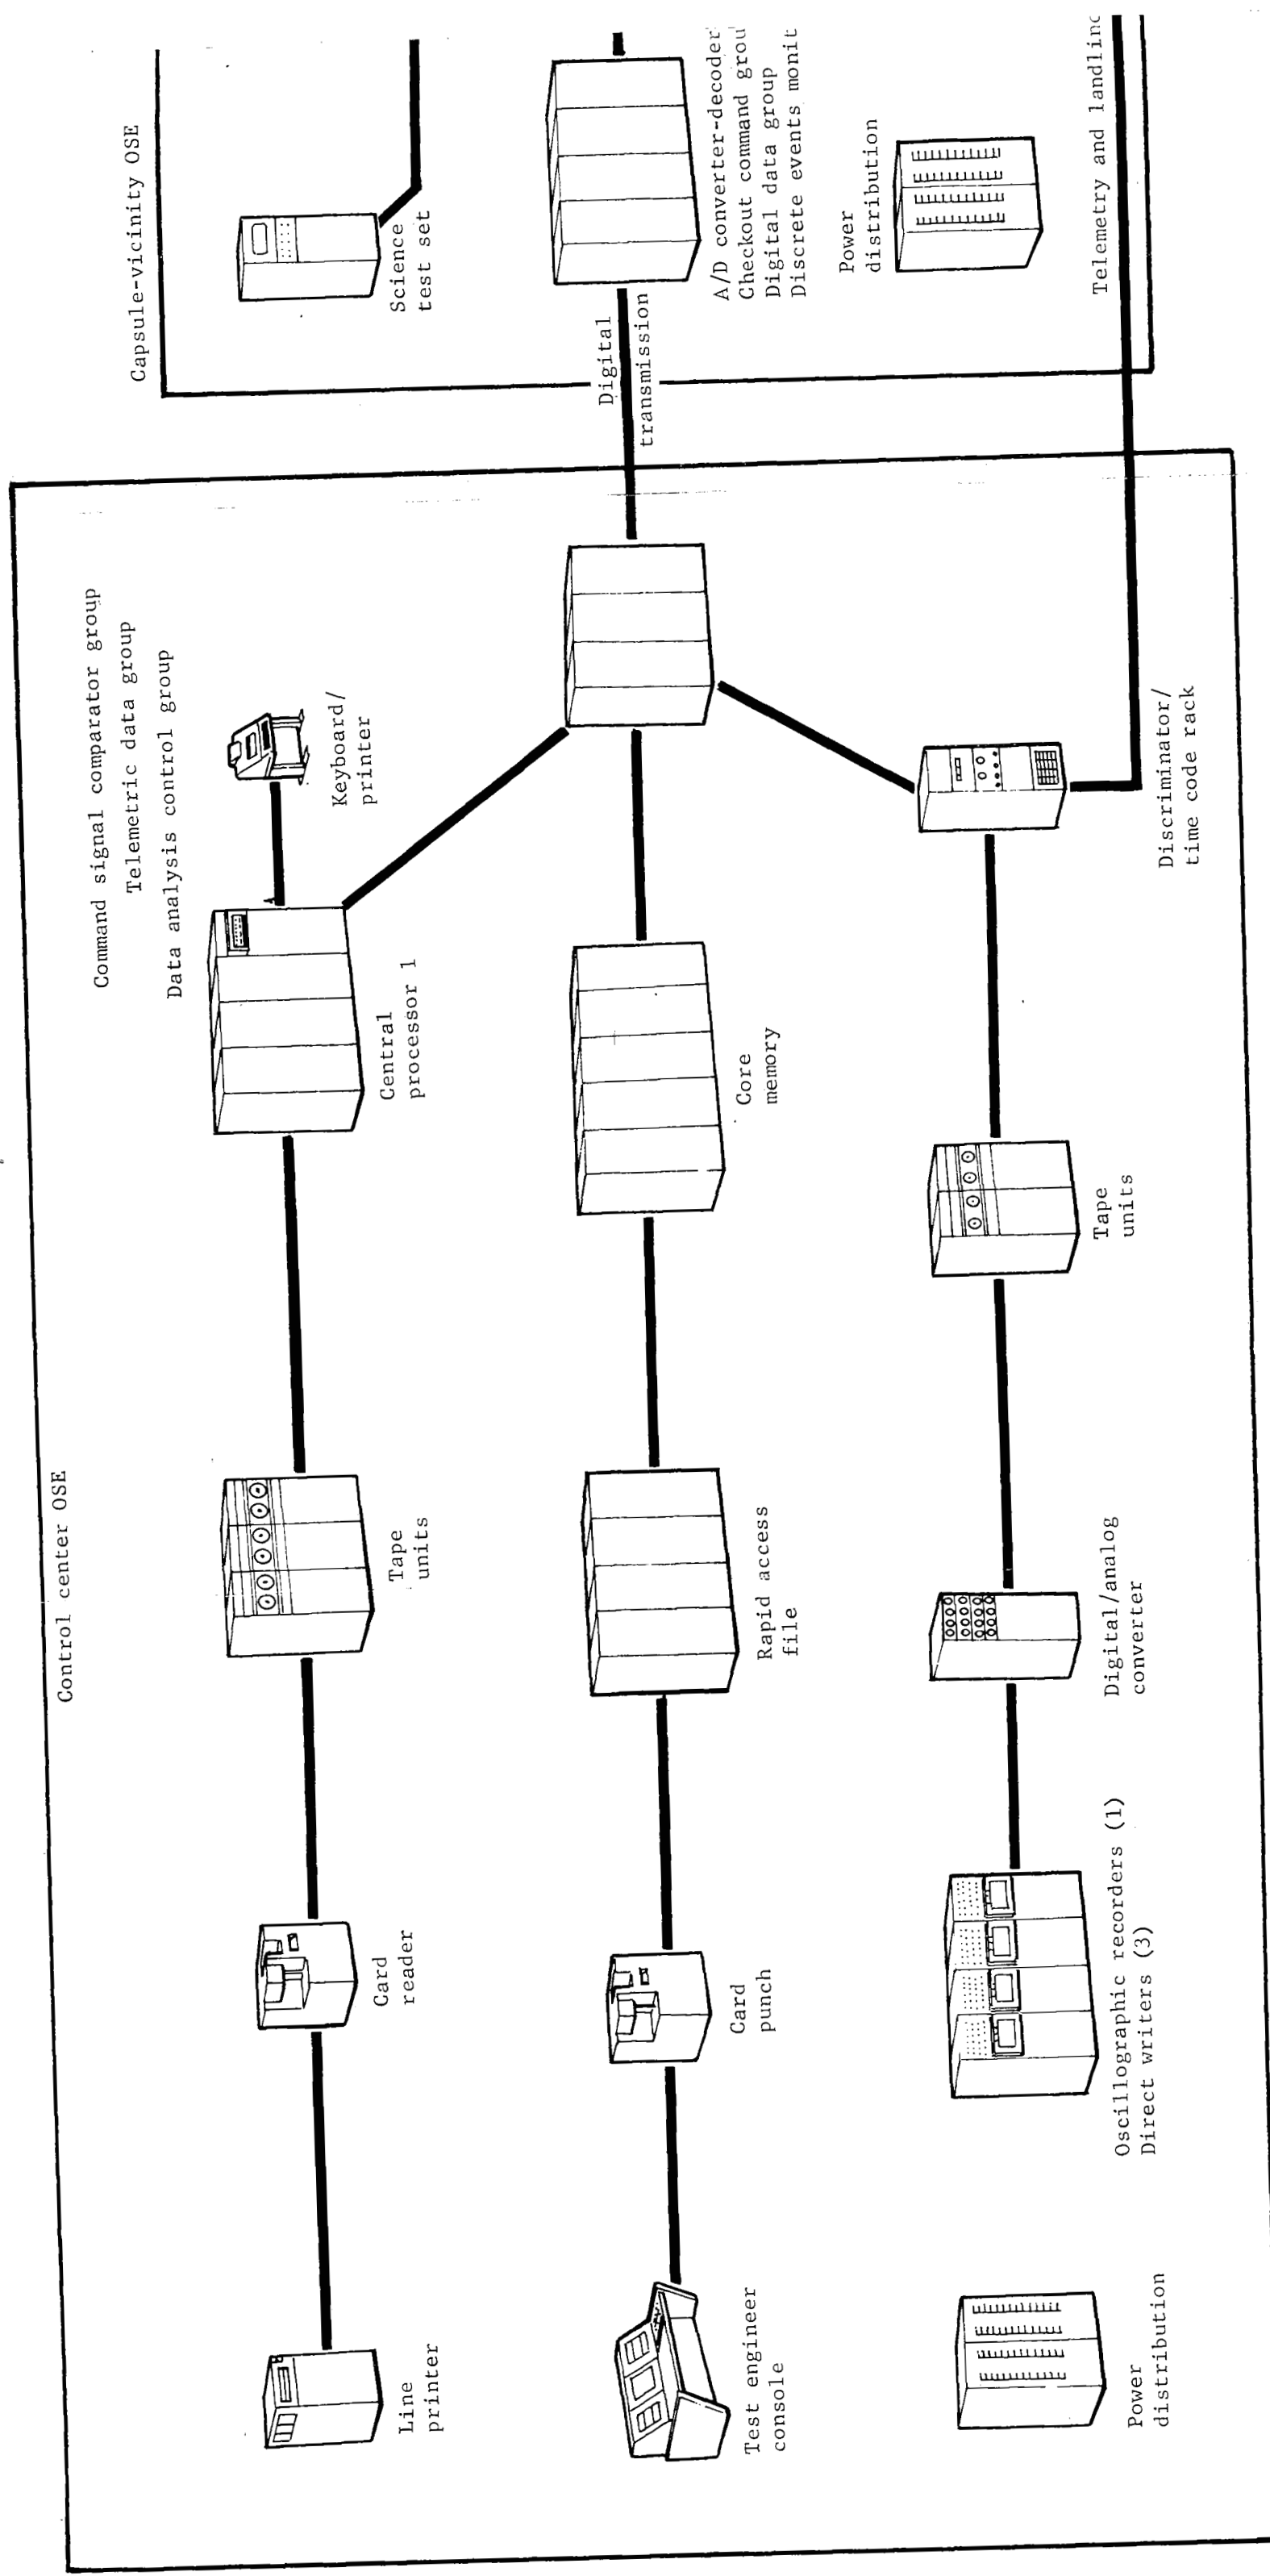 Control center OSE
Command signal comparator group
Telemetric data group
Data analysis control group
Line
printer
Card
reader
Tape
units
Central
processor 1
Keyboard/
printer
Test engineer
console
Card
punch
Rapid access
file
Core
memory
Power
distribution
Oscillographic recorders (1)
Direct writers (3)
Digital/analog
converter
Tape
units
Discriminator/
time code rack
Capsule-vicinity OSE
Science
test set
Digital
transmission
A/D converter-decoder
Checkout command grou
Digital data group
Discrete events monit
Power
distribution
Telemetry and landlin